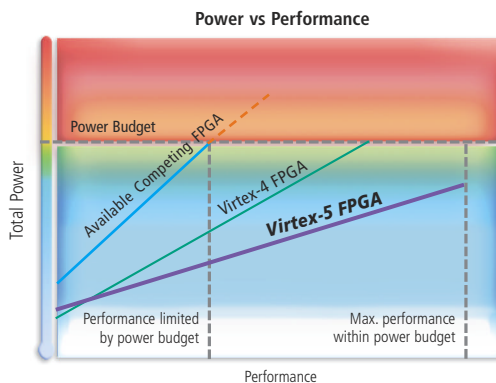 Power vs Performance
Power Budget
Available Competing FPGA
Virtex-4 FPGA
Virtex-5 FPGA
Total Power
Performance limited
by power budget
Max. performance
within power budget
Performance